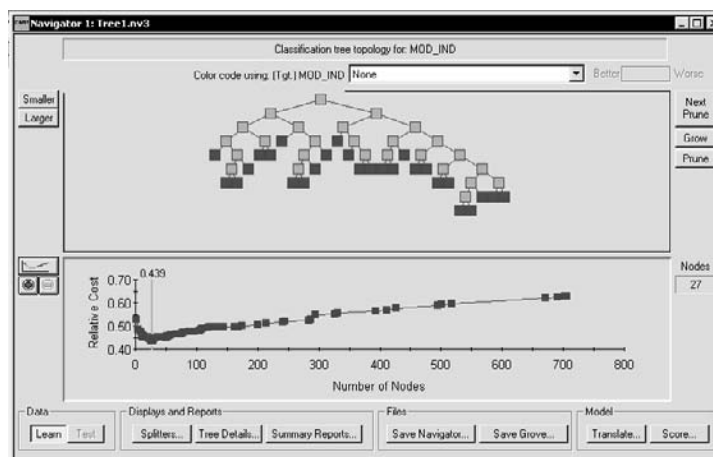 Navigator 1: Tree1.nv3
Classification tree topology for: MOD_IND
Color code using: (Tgt.) MOD_IND None Better Worse
Smaller
Larger
Next Prune
Grow
Prune
0.439
Relative Cost
0.70
0.60
0.50
0.40
0 100 200 300 400 500 600 700 800
Number of Nodes
Nodes
27
Data Displays and Reports Files Model
Learn Test Splitters... Tree Details... Summary Reports... Save Navigator... Save Grove... Translate... Score...